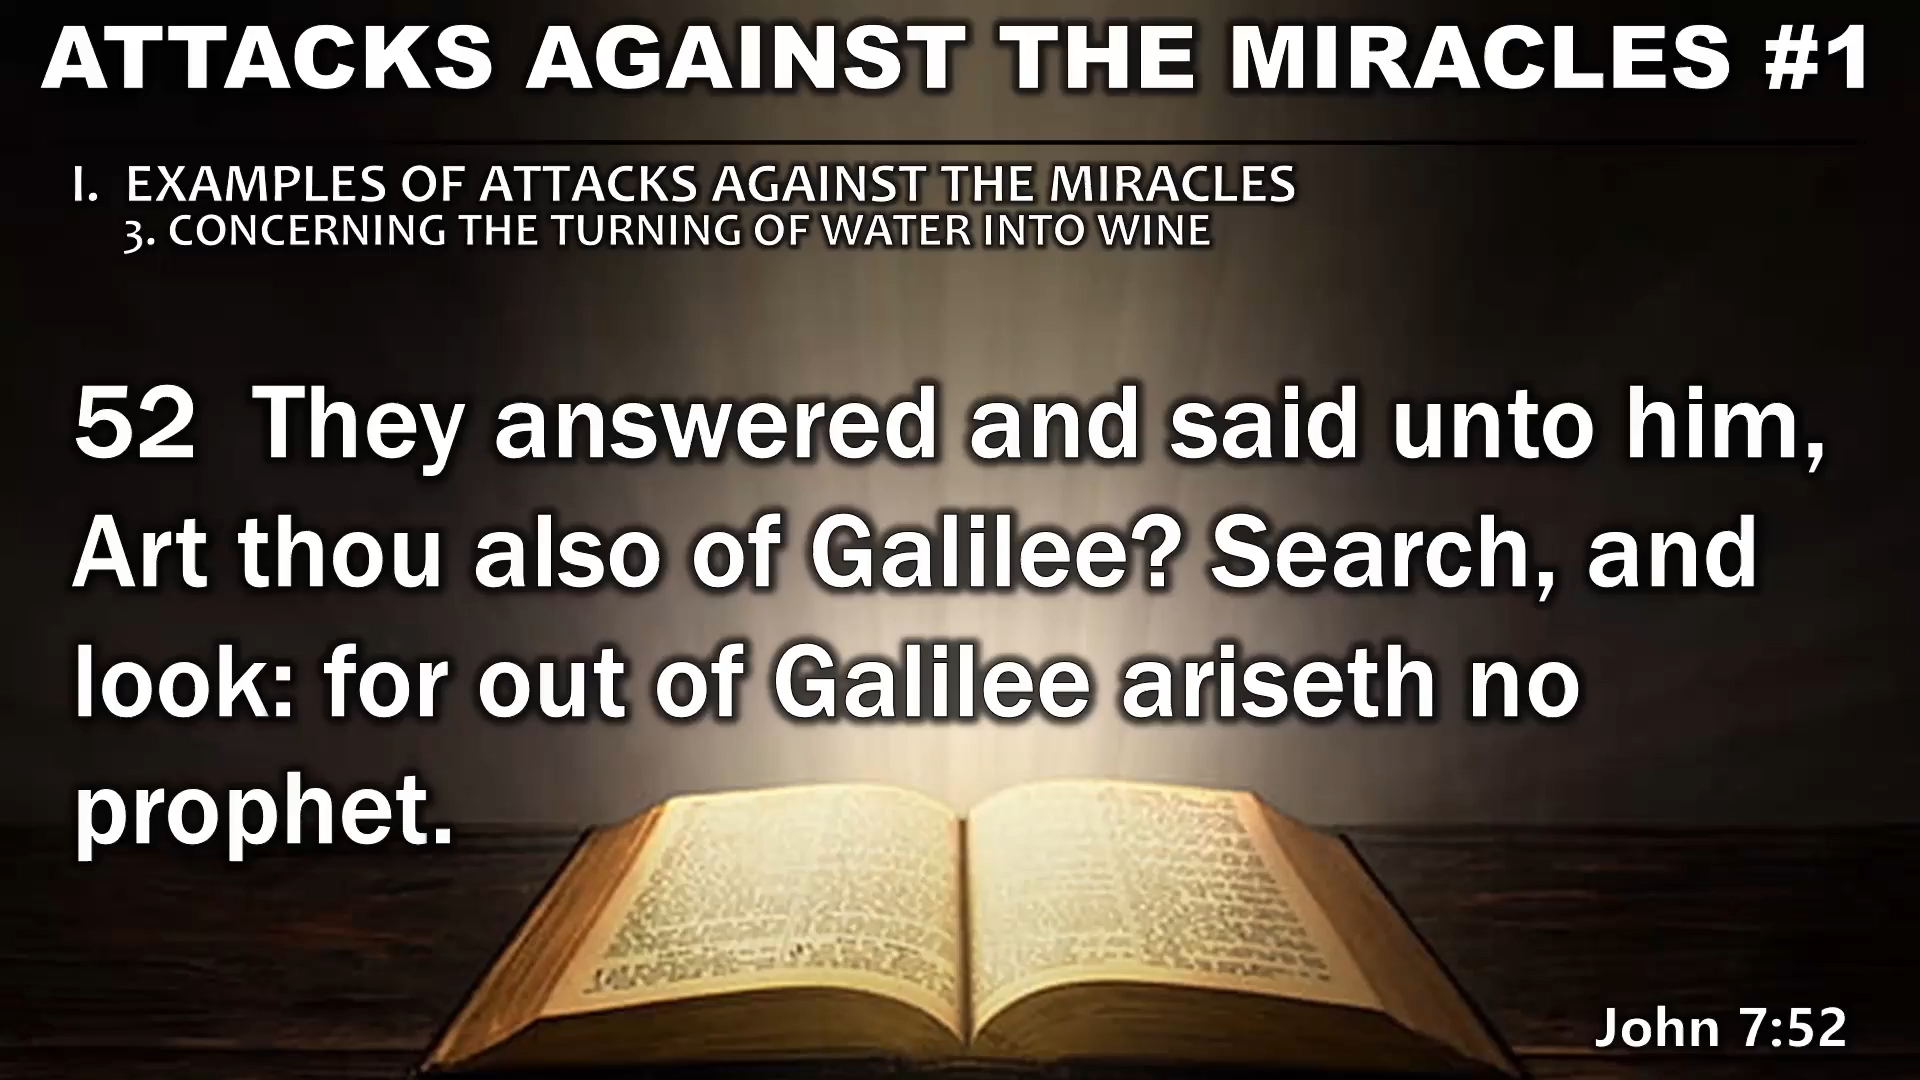 ATTACKS AGAINST THE MIRACLES #1
I. EXAMPLES OF ATTACKS AGAINST THE MIRACLES
3. CONCERNING THE TURNING OF WATER INTO WINE
52 They answered and said unto him,
Art thou also of Galilee? Search, and
look: for out of Galilee ariseth no
prophet.
John 7:52